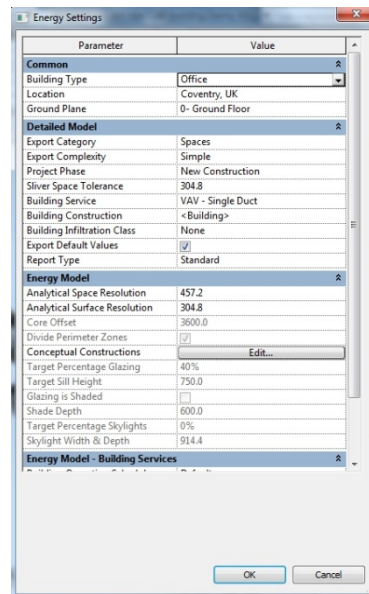 Energy Settings
Parameter Value
Common
Building Type Office
Location Coventry, UK
Ground Plane 0- Ground Floor
Detailed Model
Export Category Spaces
Export Complexity Simple
Project Phase New Construction
Sliver Space Tolerance 304.8
Building Service VAV - Single Duct
Building Construction <Building>
Building Infiltration Class None
Export Default Values
Report Type Standard
Energy Model
Analytical Space Resolution 457.2
Analytical Surface Resolution 304.8
Core Offset 3600.0
Divide Perimeter Zones
Conceptual Constructions Edit...
Target Percentage Glazing 40%
Target Sill Height 750.0
Glazing is Shaded
Shade Depth 600.0
Target Percentage Skylights 0%
Skylight Width & Depth 914.4
Energy Model - Building Services
OK Cancel